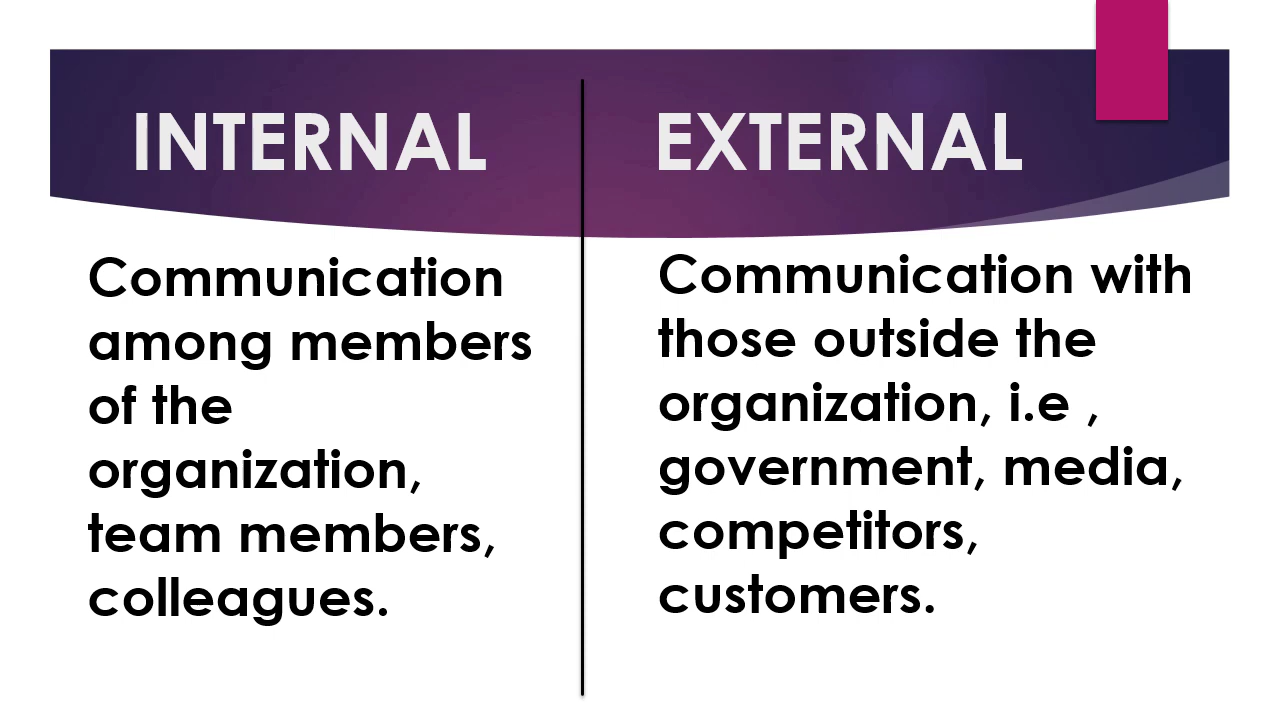 INTERNAL
Communication
among members
of the
organization,
team members,
colleagues.
EXTERNAL
Communication with
those outside the
organization, i.e ,
government, media,
competitors,
customers.